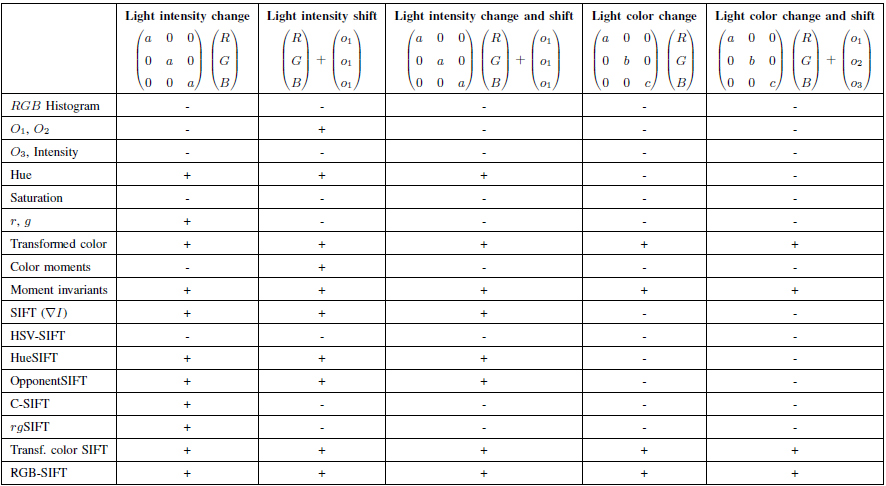 Light intensity change Light intensity shift Light intensity change and shift Light color change Light color change and shift
(a 0 0) (R) (R) (o₁) (a 0 0) (R) (o₁) (a 0 0) (R) (a 0 0) (R) (o₁)
(0 a 0) (G) (G) + (o₁) (0 a 0) (G) + (o₁) (0 b 0) (G) (0 b 0) (G) + (o₂)
(0 0 a) (B) (B) (o₁) (0 0 a) (B) (o₁) (0 0 c) (B) (0 0 c) (B) (o₃)
RGB Histogram - - - - -
O₁, O₂ - + - - -
O₃, Intensity - - - - -
Hue + + + - -
Saturation - - - - -
r, g + - - - -
Transformed color + + + + +
Color moments - + - - -
Moment invariants + + + + +
SIFT (∇I) + + + - -
HSV-SIFT - - - - -
HueSIFT + + + - -
OpponentSIFT + + + - -
C-SIFT + - - - -
rgSIFT + - - - -
Transf. color SIFT + + + + +
RGB-SIFT + + + + +